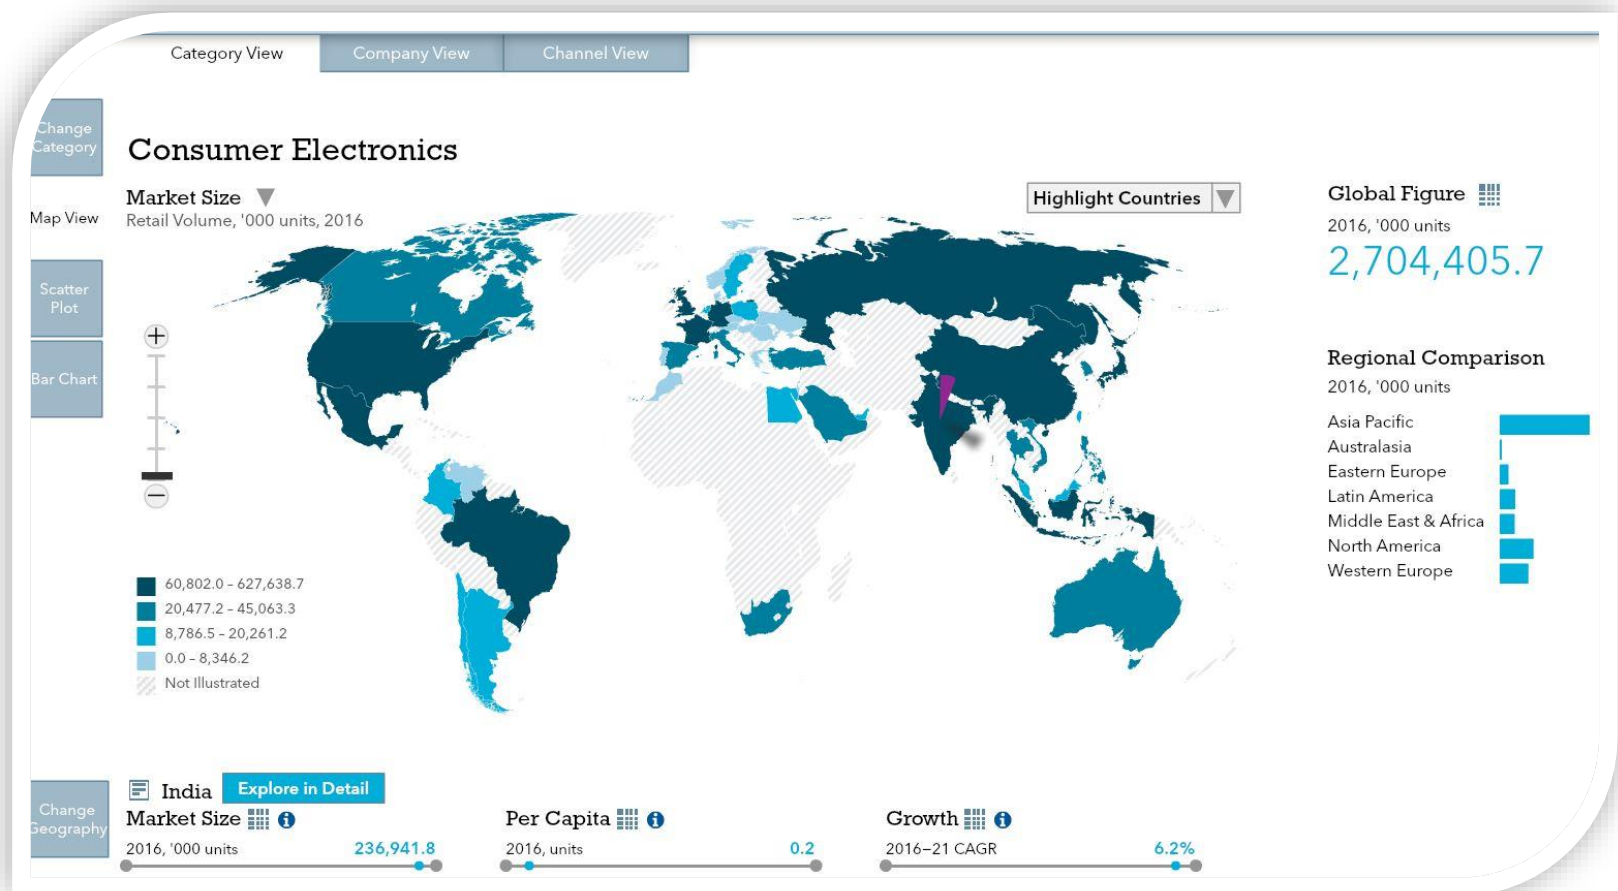 Category View
Company View
Channel View
Change
Category
Consumer Electronics
Market Size
Retail Volume, '000 units, 2016
Highlight Countries
Map View
Scatter
Plot
Bar Chart
Global Figure
2016, '000 units
2,704,405.7
Regional Comparison
2016, '000 units
Asia Pacific
Australasia
Eastern Europe
Latin America
Middle East & Africa
North America
Western Europe
+
−
60,802.0 – 627,638.7
20,477.2 – 45,063.3
8,786.5 – 20,261.2
0.0 – 8,346.2
Not Illustrated
Change
Geography
India
Explore in Detail
Market Size i
2016, '000 units 236,941.8
Per Capita i
2016, units 0.2
Growth i
2016–21 CAGR 6.2%